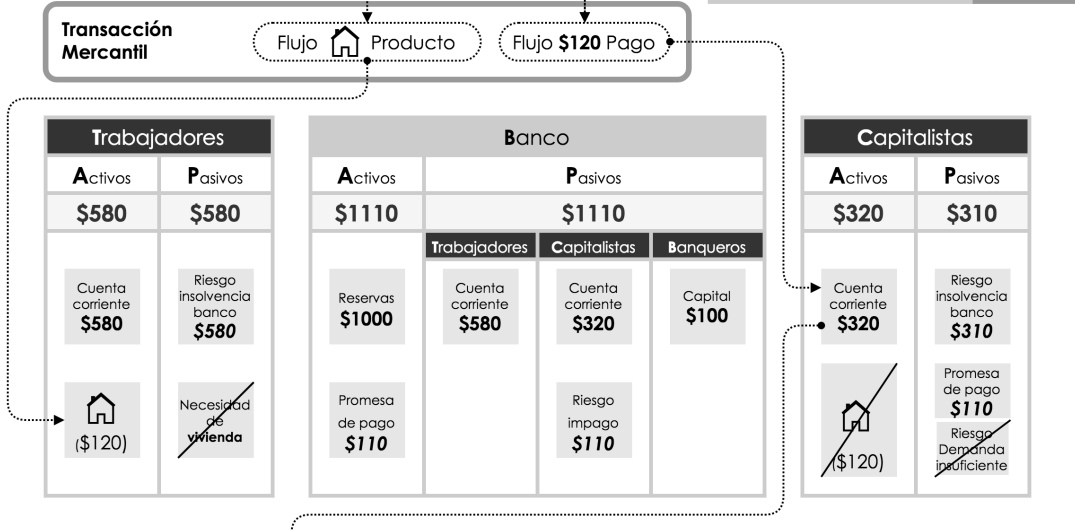 Transacción
Mercantil
Flujo Producto
Flujo $120 Pago
Trabajadores
Activos
Pasivos
$580
$580
Cuenta
corriente
$580
Riesgo
insolvencia
banco
$580
($120)
Necesidad
de
vivienda
Banco
Activos
Pasivos
$1110
$1110
Trabajadores
Capitalistas
Banqueros
Reservas
$1000
Cuenta
corriente
$580
Cuenta
corriente
$320
Capital
$100
Promesa
de pago
$110
Riesgo
impago
$110
Capitalistas
Activos
Pasivos
$320
$310
Cuenta
corriente
$320
Riesgo
insolvencia
banco
$310
($120)
Promesa
de pago
$110
Riesgo
Demanda
insuficiente